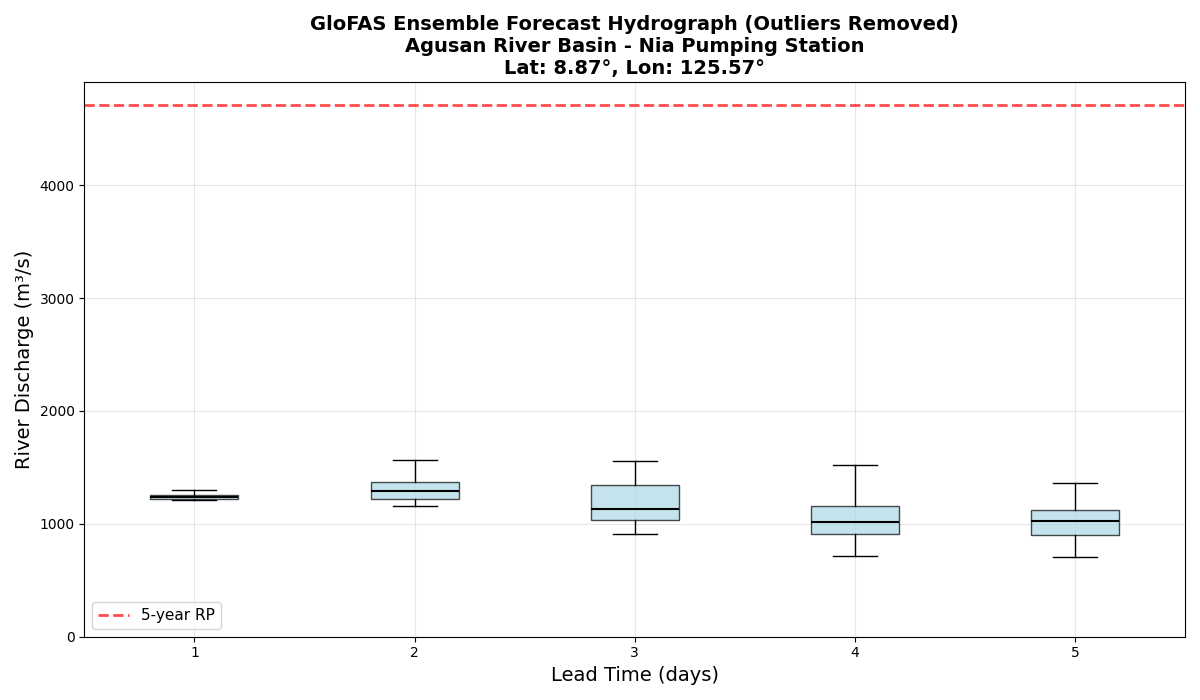 GloFAS Ensemble Forecast Hydrograph (Outliers Removed)
Agusan River Basin - Nia Pumping Station
Lat: 8.87°, Lon: 125.57°
River Discharge (m³/s)
4000
3000
2000
1000
0
5-year RP
1
2
3
4
5
Lead Time (days)